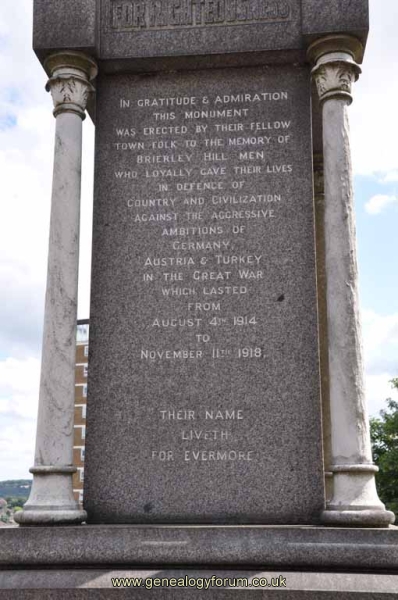 FOR RIGHTEOUSNESS
IN GRATITUDE & ADMIRATION
THIS MONUMENT
WAS ERECTED BY THEIR FELLOW
TOWN FOLK TO THE MEMORY OF
BRIERLEY HILL MEN
WHO LOYALLY GAVE THEIR LIVES
IN DEFENCE OF
COUNTRY AND CIVILIZATION
AGAINST THE AGGRESSIVE
AMBITIONS OF
GERMANY,
AUSTRIA & TURKEY
IN THE GREAT WAR
WHICH LASTED
FROM
AUGUST 4TH 1914
TO
NOVEMBER 11TH 1918.
THEIR NAME
LIVETH
FOR EVERMORE
www.genealogyforum.co.uk